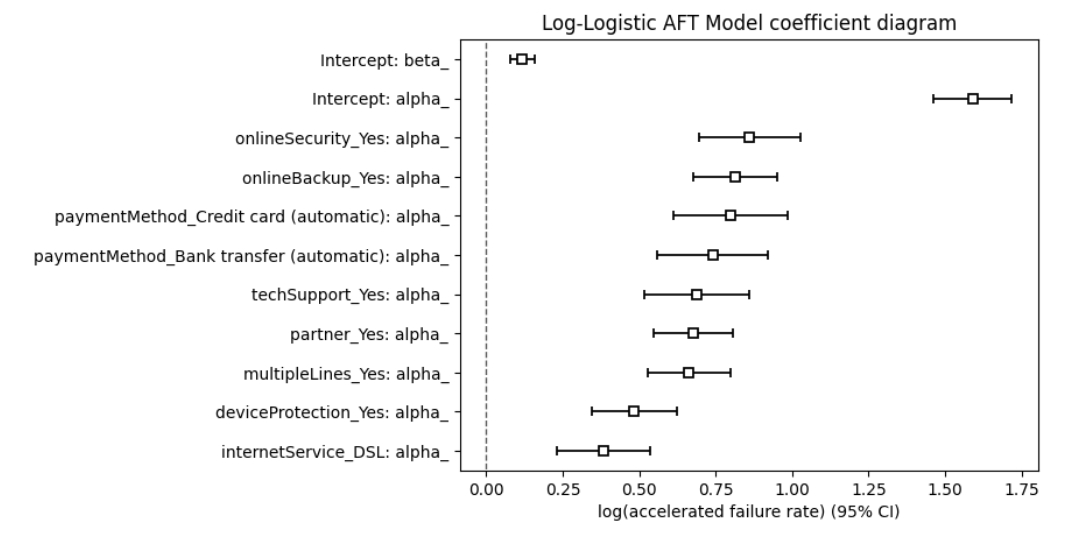 Log-Logistic AFT Model coefficient diagram
Intercept: beta_
Intercept: alpha_
onlineSecurity_Yes: alpha_
onlineBackup_Yes: alpha_
paymentMethod_Credit card (automatic): alpha_
paymentMethod_Bank transfer (automatic): alpha_
techSupport_Yes: alpha_
partner_Yes: alpha_
multipleLines_Yes: alpha_
deviceProtection_Yes: alpha_
internetService_DSL: alpha_
0.00 0.25 0.50 0.75 1.00 1.25 1.50 1.75
log(accelerated failure rate) (95% CI)